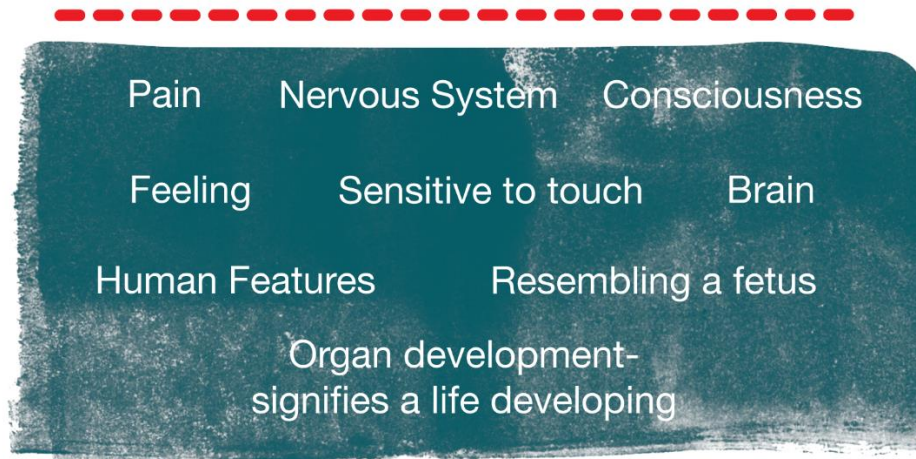 Pain Nervous System Consciousness
Feeling Sensitive to touch Brain
Human Features Resembling a fetus
Organ development-
signifies a life developing